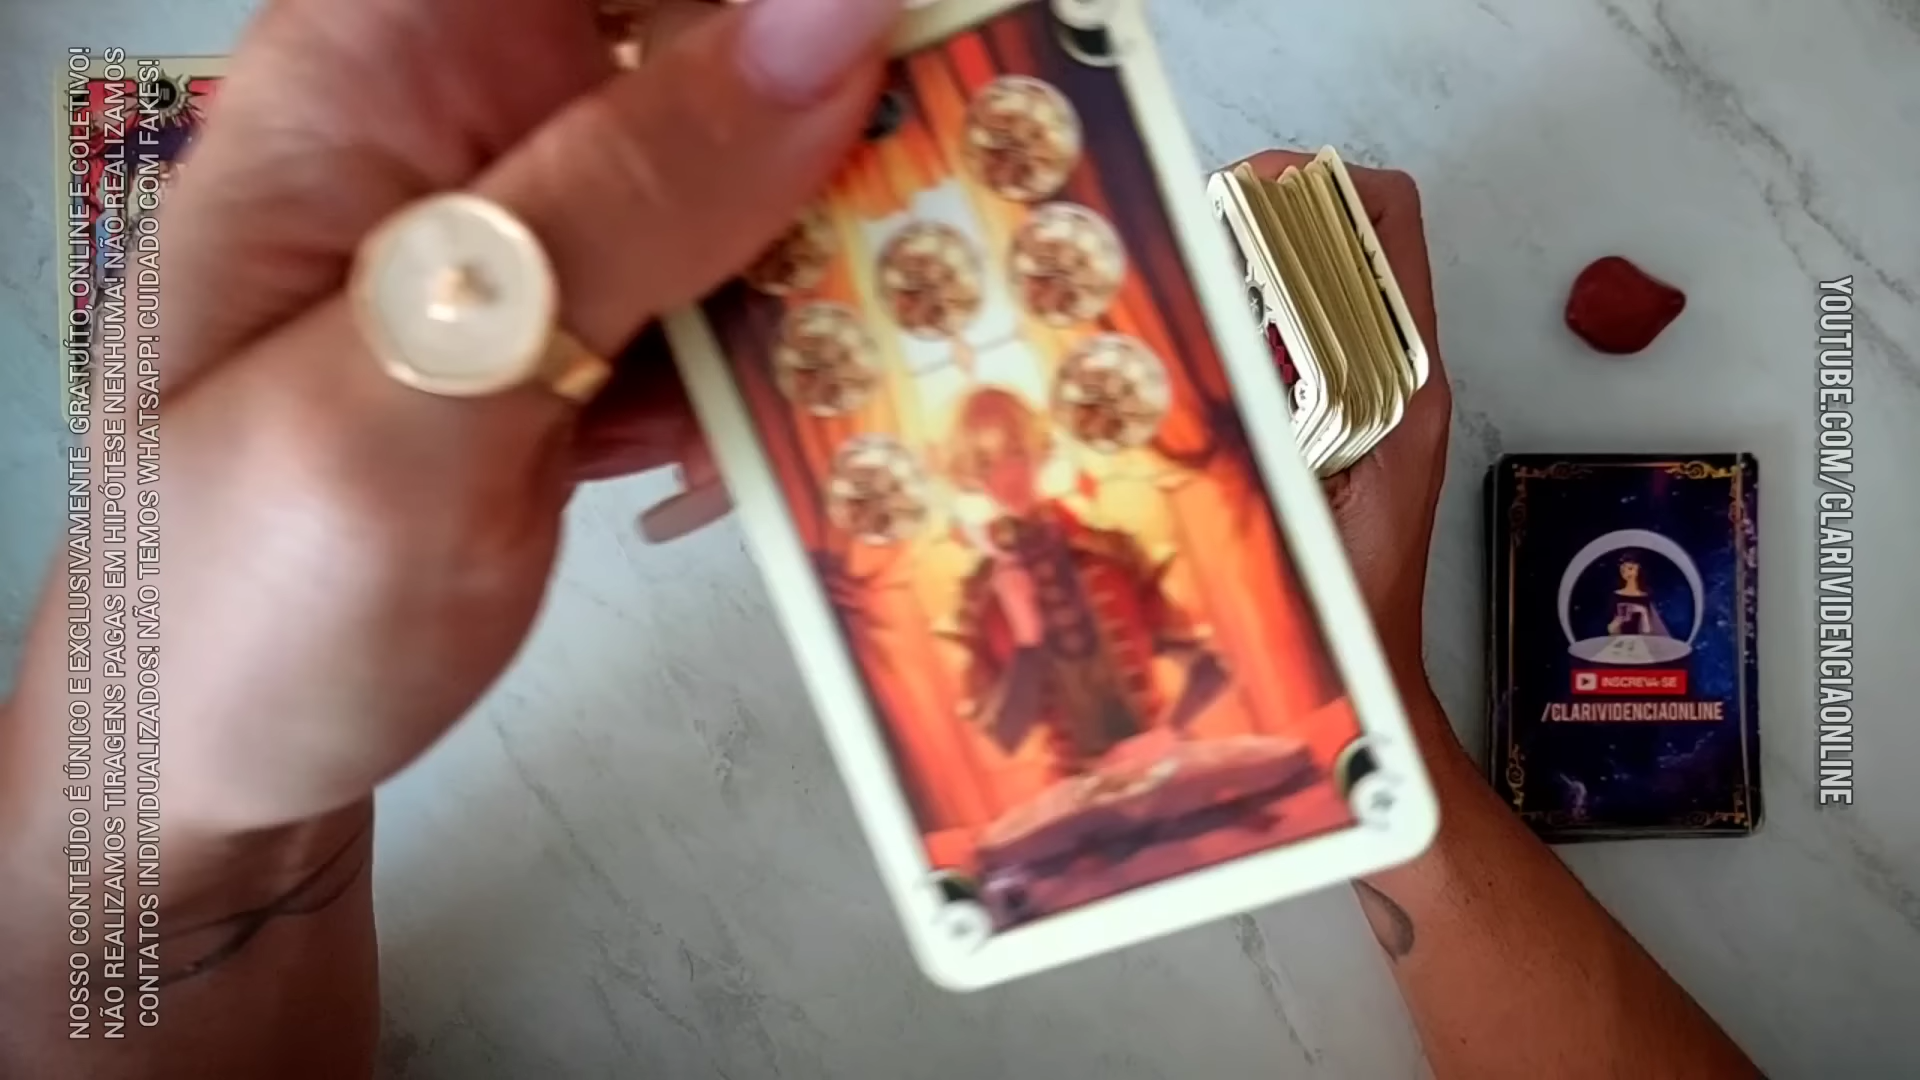 NOSSO CONTEÚDO É ÚNICO E EXCLUSIVAMENTE GRATUÍTO, ONLINE E COLETIVO!
NÃO REALIZAMOS TIRAGENS PAGAS EM HIPÓTESE NENHUMA! NÃO REALIZAMOS
CONTATOS INDIVIDUALIZADOS! NÃO TEMOS WHATSAPP! CUIDADO COM FAKES!
INSCREVA-SE
/CLARIVIDENCIAONLINE
YOUTUBE.COM/CLARIVIDENCIAONLINE